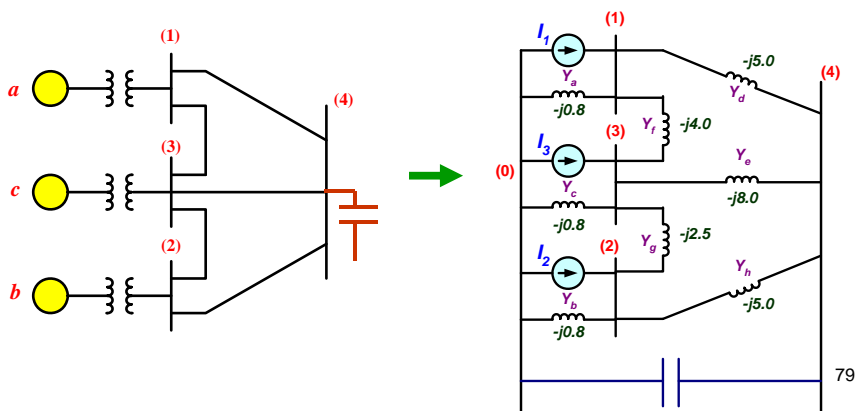 (1)
a
(4)
(3)
c
(2)
b
(1)
I1
-j5.0
(4)
Ya
Yd
-j0.8
Yf
-j4.0
(3)
I3
Ye
(0)
Yc
-j8.0
-j0.8
-j2.5
(2)
Yg
I2
Yh
Yb
-j5.0
-j0.8
79